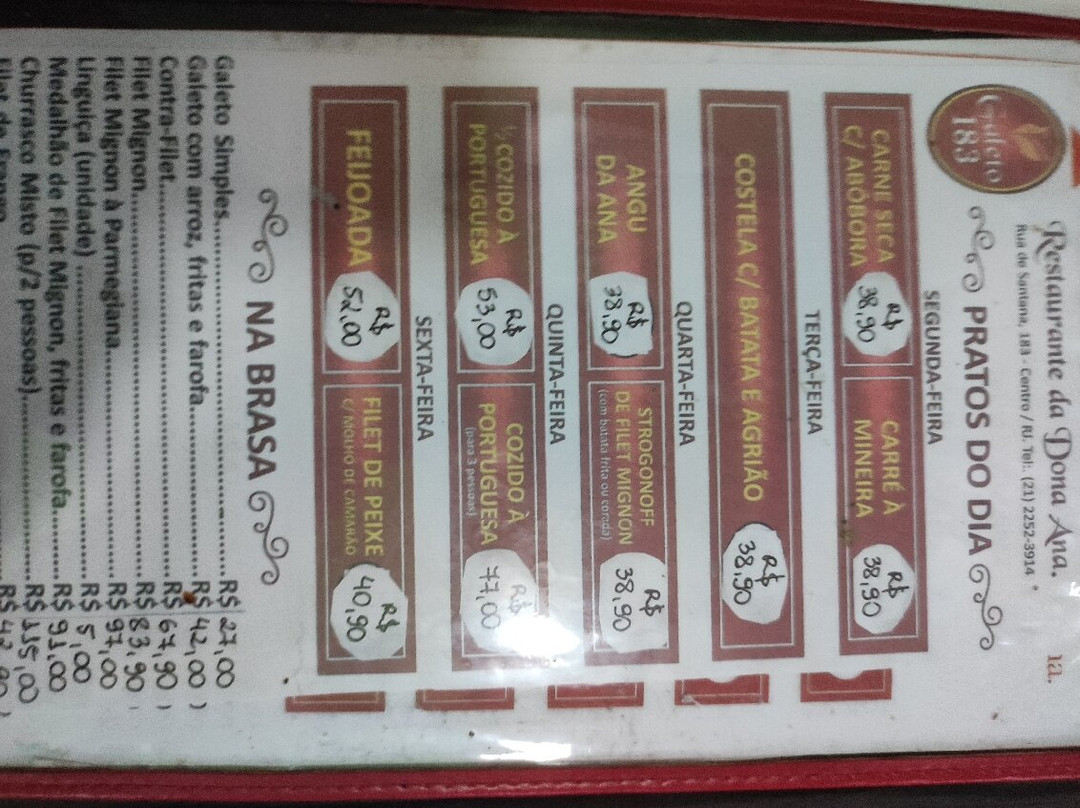 Galeto
183
Restaurante da Dona Ana.
Rua de Santana, 183 - Centro / RJ. Tel:. (21) 2252-3914
PRATOS DO DIA
SEGUNDA-FEIRA
CARNE SECA
C/ ABÓBORA
R$
38,90
CARRÉ À
MINEIRA
R$
38,90
TERÇA-FEIRA
COSTELA C/ BATATA E AGRIÃO
R$
38,90
QUARTA-FEIRA
ANGU
DA ANA
R$
38,90
STROGONOFF
DE FILET MIGNON
(com batata frita ou corada)
R$
38,90
QUINTA-FEIRA
½ COZIDO À
PORTUGUESA
R$
53,00
COZIDO À
PORTUGUESA
(para 3 pessoas)
R$
77,00
SEXTA-FEIRA
FEIJOADA
R$
52,00
FILET DE PEIXE
C/ MOLHO DE CAMARÃO
R$
40,90
NA BRASA
Galeto Simples R$ 27,00
Galeto com arroz, fritas e farofa R$ 42,00
Contra-Filet R$ 67,90
Filet Mignon R$ 83,90
Filet Mignon à Parmegiana R$ 97,00
Linguiça (unidade) R$ 5,00
Medalhão de Filet Mignon, fritas e farofa R$ 93,00
Churrasco Misto (p/2 pessoas) R$ 135,00